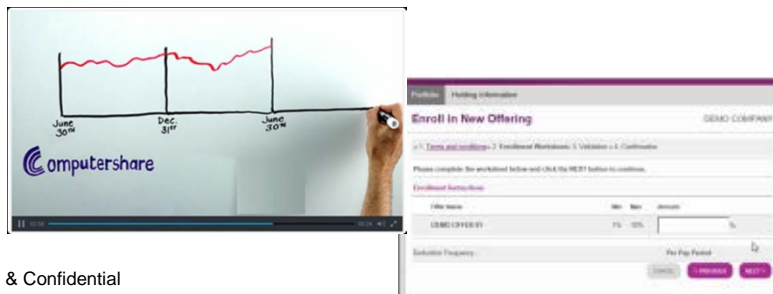 June
30TH
Dec.
31ST
June
30TH
Computershare
& Confidential
Portfolio Holding Information
Enroll in New Offering
DEMO COMPANY
1. Terms and conditions 2. Enrollment Worksheet 3. Validation 4. Confirmation
Please complete the worksheet below and click the NEXT button to continue.
Enrollment Instructions
Offer Name Min Max Amount
DEMO OFFER 01 1% %
Deduction Frequency Per Pay Period
CANCEL PREVIOUS NEXT